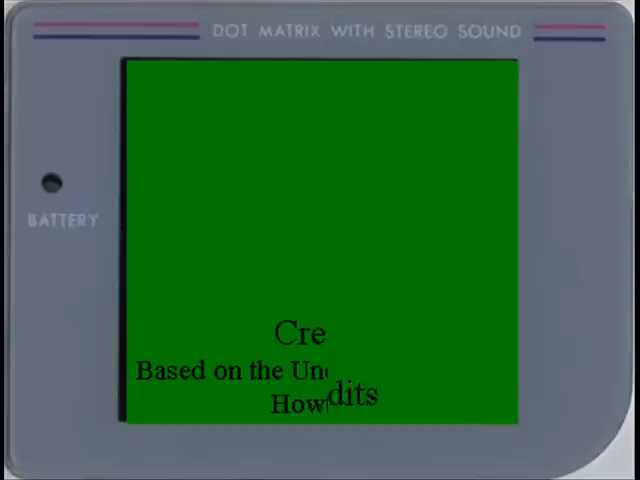 DOT MATRIX WITH STEREO SOUND
BATTERY
Cre
Based on the Un
dits
How